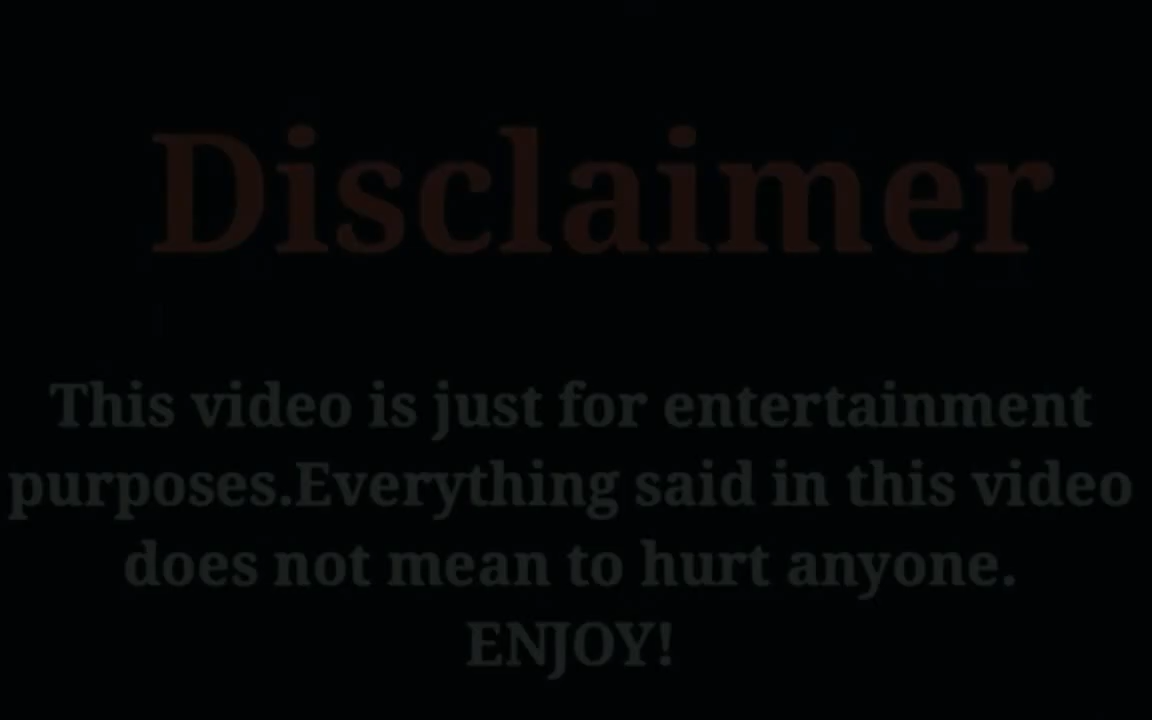 Disclaimer
This video is just for entertainment
purposes.Everything said in this video
does not mean to hurt anyone.
ENJOY!